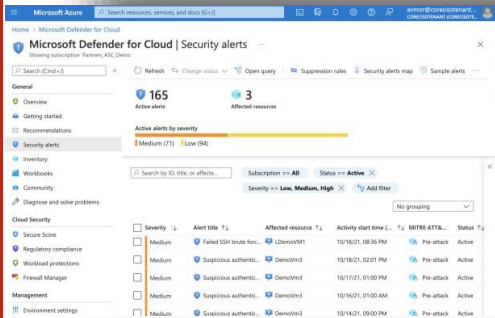 Microsoft Azure
Search resources, services, and docs (G+/)
avmor@corecisotenant...
CORECISOTENANT (CORECISOTE...
Home > Microsoft Defender for Cloud
Microsoft Defender for Cloud | Security alerts ...
Showing subscription 'Partners_ASC_Demo'
Search (Cmd+/)
Refresh Change status Open query Suppression rules Security alerts map Sample alerts ...
General
Overview
Getting started
Recommendations
Security alerts
Inventory
Workbooks
Community
Diagnose and solve problems
Cloud Security
Secure Score
Regulatory compliance
Workload protections
Firewall Manager
Management
Environment settings
165
Active alerts
3
Affected resources
Active alerts by severity
Medium (71) Low (94)
Search by ID, title, or affecte...
Subscription == All
Status == Active
Severity == Low, Medium, High
Add filter
No grouping
Severity Alert title Affected resource Activity start time (... MITRE ATT&... Status
Medium Failed SSH brute forc... LDemoVM1 10/18/21, 08:36 PM Pre-attack Active
Medium Suspicious authentic... DemoVm3 10/18/21, 02:01 PM Pre-attack Active
Medium Suspicious authentic... DemoVm3 10/17/21, 01:00 PM Pre-attack Active
Medium Suspicious authentic... DemoVm3 10/16/21, 01:00 AM Pre-attack Active
Medium Suspicious authentic... DemoVm3 10/14/21, 09:00 PM Pre-attack Active